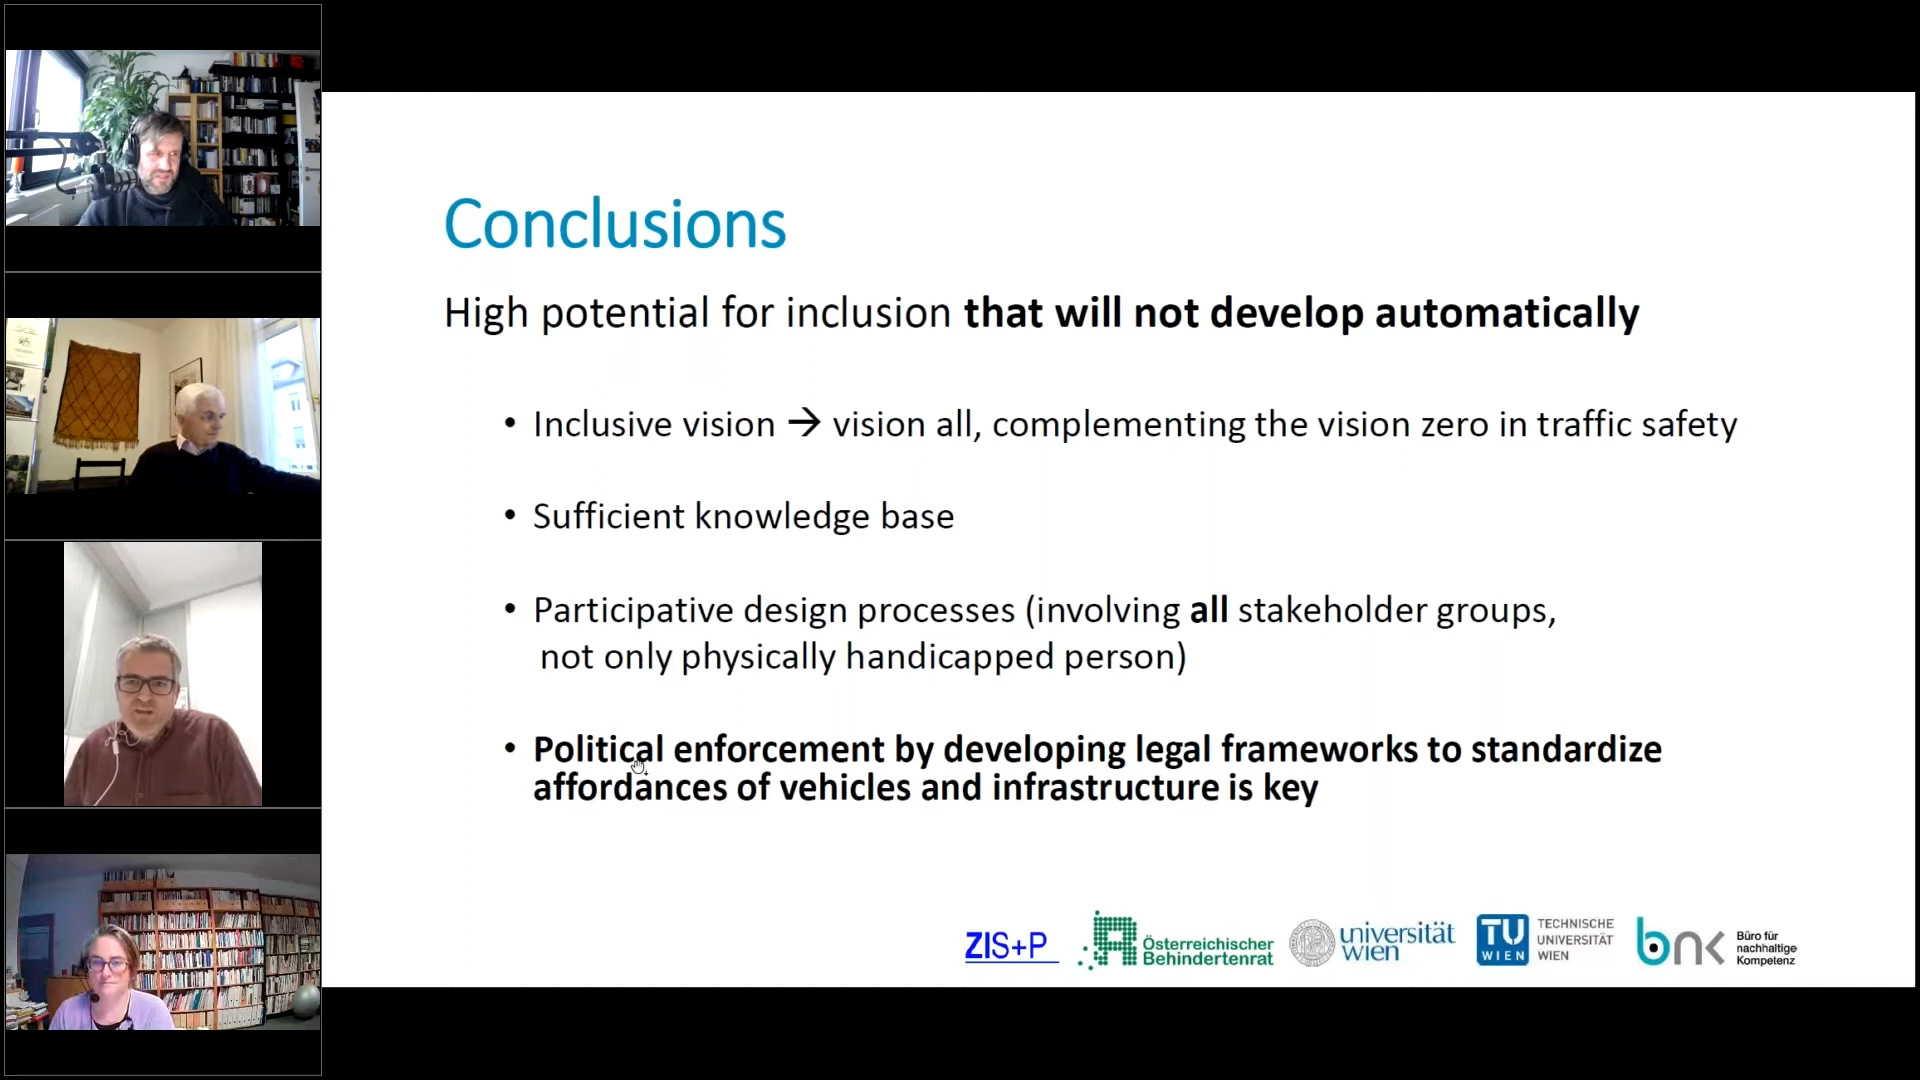 Conclusions
High potential for inclusion that will not develop automatically
• Inclusive vision → vision all, complementing the vision zero in traffic safety
• Sufficient knowledge base
• Participative design processes (involving all stakeholder groups,
not only physically handicapped person)
• Political enforcement by developing legal frameworks to standardize
affordances of vehicles and infrastructure is key
ZIS+P
Österreichischer
Behindertenrat
universität
wien
TU
WIEN
TECHNISCHE
UNIVERSITÄT
WIEN
bnk
Büro für
nachhaltige
Kompetenz